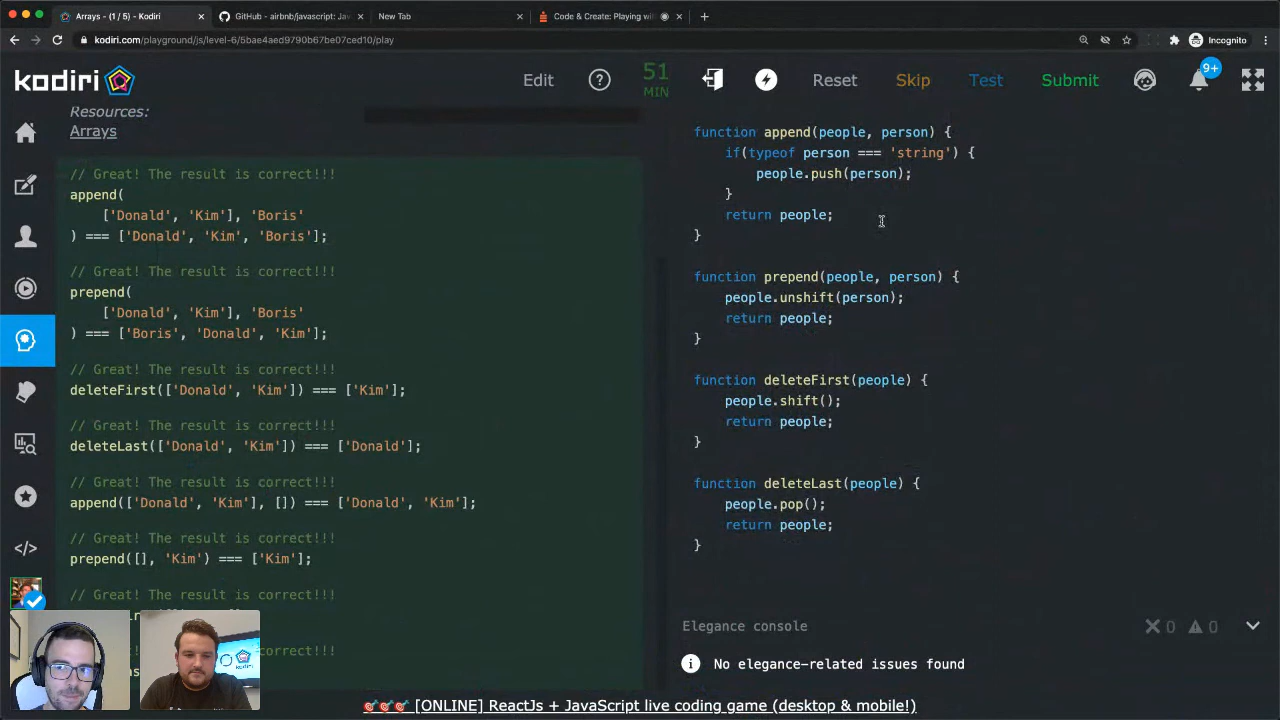 Arrays - (1 / 5) - Kodiri
GitHub - airbnb/javascript: Ja
New Tab
Code & Create: Playing wi
kodiri.com/playground/js/level-6/5bae4aed9790b67be07ced10/play
Incognito
kodiri
Edit
?
51
MIN
Reset
Skip
Test
Submit
9+
Resources:
Arrays
// Great! The result is correct!!!
append(
['Donald', 'Kim'], 'Boris'
) === ['Donald', 'Kim', 'Boris'];
// Great! The result is correct!!!
prepend(
['Donald', 'Kim'], 'Boris'
) === ['Boris', 'Donald', 'Kim'];
// Great! The result is correct!!!
deleteFirst(['Donald', 'Kim']) === ['Kim'];
// Great! The result is correct!!!
deleteLast(['Donald', 'Kim']) === ['Donald'];
// Great! The result is correct!!!
append(['Donald', 'Kim'], []) === ['Donald', 'Kim'];
// Great! The result is correct!!!
prepend([], 'Kim') === ['Kim'];
// Great! The result is correct!!!
correct!!!
function append(people, person) {
if(typeof person === 'string') {
people.push(person);
}
return people;
}
function prepend(people, person) {
people.unshift(person);
return people;
}
function deleteFirst(people) {
people.shift();
return people;
}
function deleteLast(people) {
people.pop();
return people;
}
Elegance console
0
0
No elegance-related issues found
kodiri
[ONLINE] ReactJs + JavaScript live coding game (desktop & mobile!)